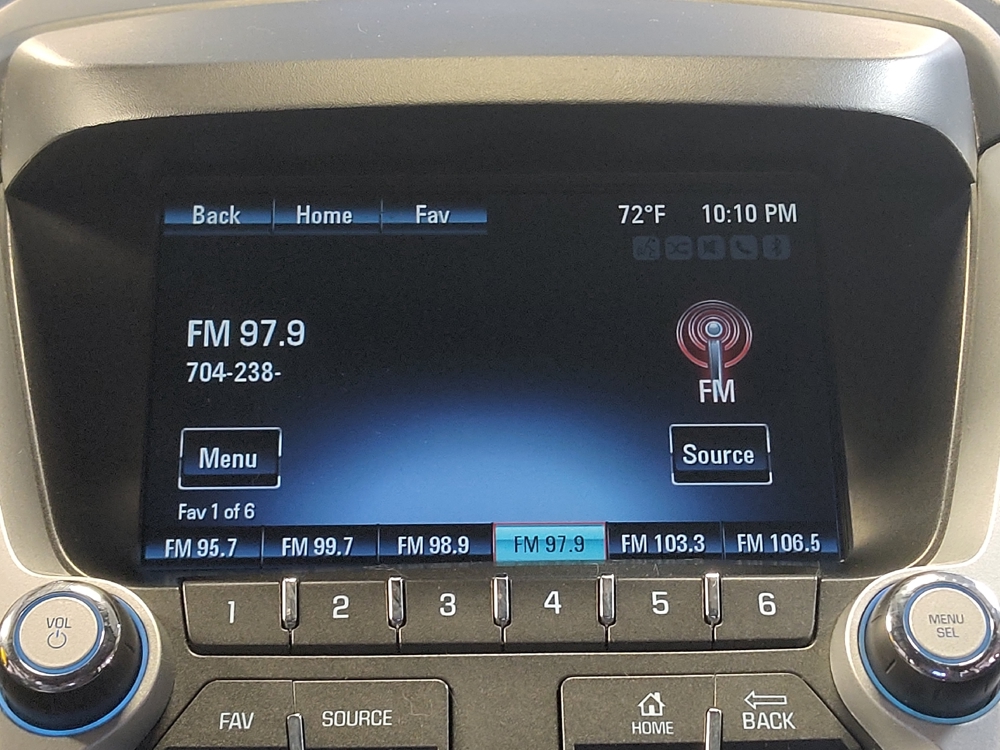 Back Home Fav 72°F 10:10 PM
FM 97.9
704-238-
FM
Menu Source
Fav 1 of 6
FM 95.7 FM 99.7 FM 98.9 FM 97.9 FM 103.3 FM 106.5
1 2 3 4 5 6
VOL
MENU
SEL
FAV SOURCE HOME BACK